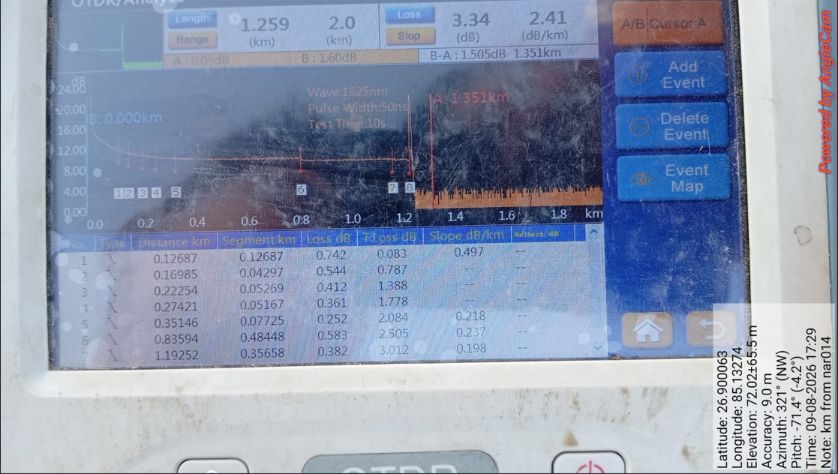 OTDR/Analysis
Length
1.259
(km)
2.0
(km)
Range
Loss
3.34
(dB)
2.41
(dB/km)
Slop
A/B Cursor A
B : 1.60dB
B-A : 1.505dB 1.351km
Add
Event
Delete
Event
Event
Map
dB
24.00
20.00
16.00
12.00
8.00
4.00
0.00
B: 0.000km
Wave:1625nm
Pulse Width:50ns
Test Time:10s
A: 1.351km
1 2 3 4 5 6 7 8
0.0 0.2 0.4 0.6 0.8 1.0 1.2 1.4 1.6 1.8 km
No. Type Distance km Segment km Loss dB T.Loss dB Slope dB/km Reflect. dB
1 0.12687 0.12687 0.742 0.083 0.497 --
2 0.16985 0.04297 0.544 0.787 -- --
3 0.22254 0.05269 0.412 1.388 -- --
4 0.27421 0.05167 0.361 1.778 -- --
5 0.35146 0.07725 0.252 2.084 0.218 --
6 0.83594 0.48448 0.583 2.505 0.237 --
7 1.19252 0.35658 0.382 3.012 0.198 --
OTDR
Powered by AngleCam
Latitude: 26.900063
Longitude: 85.13274
Elevation: 72.02±65.5 m
Accuracy: 9.0 m
Azimuth: 321° (NW)
Pitch: -71.4° (-4.2°)
Time: 09-08-2026 17:29
Note: km from nar014